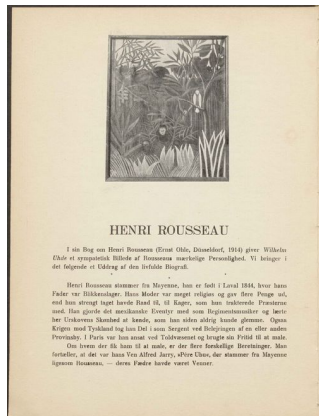 HENRI ROUSSEAU
I sin Bog om Henri Rousseau (Ernst Ohle, Düsseldorf, 1914) giver Wilhelm
Uhde et sympatetisk Billede af Rousseaus mærkelige Personlighed. Vi bringer i
det følgende et Uddrag af den livfulde Biografi.
Henri Rousseau stammer fra Mayenne, han er født i Laval 1844, hvor hans
Fader var Blikkenslager. Hans Moder var meget religiøs og gav flere Penge ud,
end hun strengt taget havde Raad til, til Kager, som hun trakterede Præsterne
med. Han gjorde det mexikanske Eventyr med som Regimentsmusiker og lærte
her Urskovens Skønhed at kende, som han siden aldrig kunde glemme. Ogsaa
Krigen mod Tyskland tog han Del i som Sergent ved Belejringen af en eller anden
Provinsby. I Paris var han ansat ved Toldvæsenet og brugte sin Fritid til at male.
Om hvem der fik ham til at male, er der flere forskellige Beretninger. Man
fortæller, at det var hans Ven Alfred Jarry, »Père Ubu«, der stammer fra Mayenne
ligesom Rousseau, — deres Fædre havde været Venner.